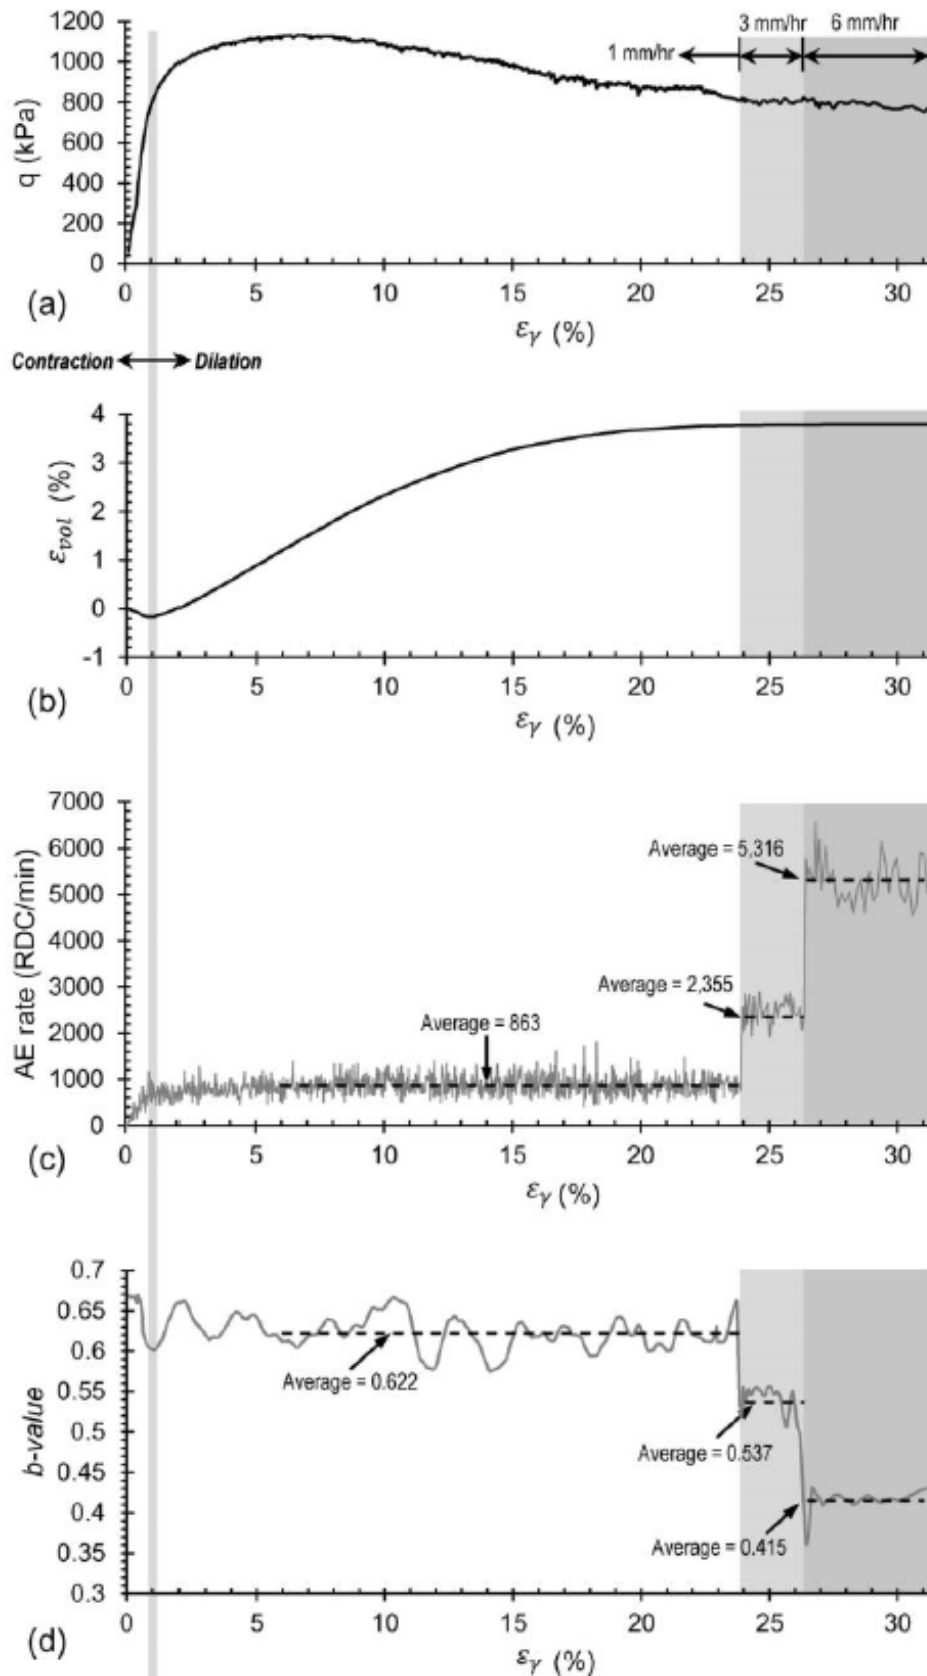 1200
1000
800
600
400
200
0
q (kPa)
1 mm/hr
3 mm/hr
6 mm/hr
0 5 10 15 20 25 30
(a)
εγ (%)
Contraction Dilation
4
3
2
1
0
-1
εvol (%)
0 5 10 15 20 25 30
(b)
εγ (%)
7000
6000
5000
4000
3000
2000
1000
0
AE rate (RDC/min)
Average = 5,316
Average = 2,355
Average = 863
0 5 10 15 20 25 30
(c)
εγ (%)
0.7
0.65
0.6
0.55
0.5
0.45
0.4
0.35
0.3
b-value
Average = 0.622
Average = 0.537
Average = 0.415
0 5 10 15 20 25 30
(d)
εγ (%)